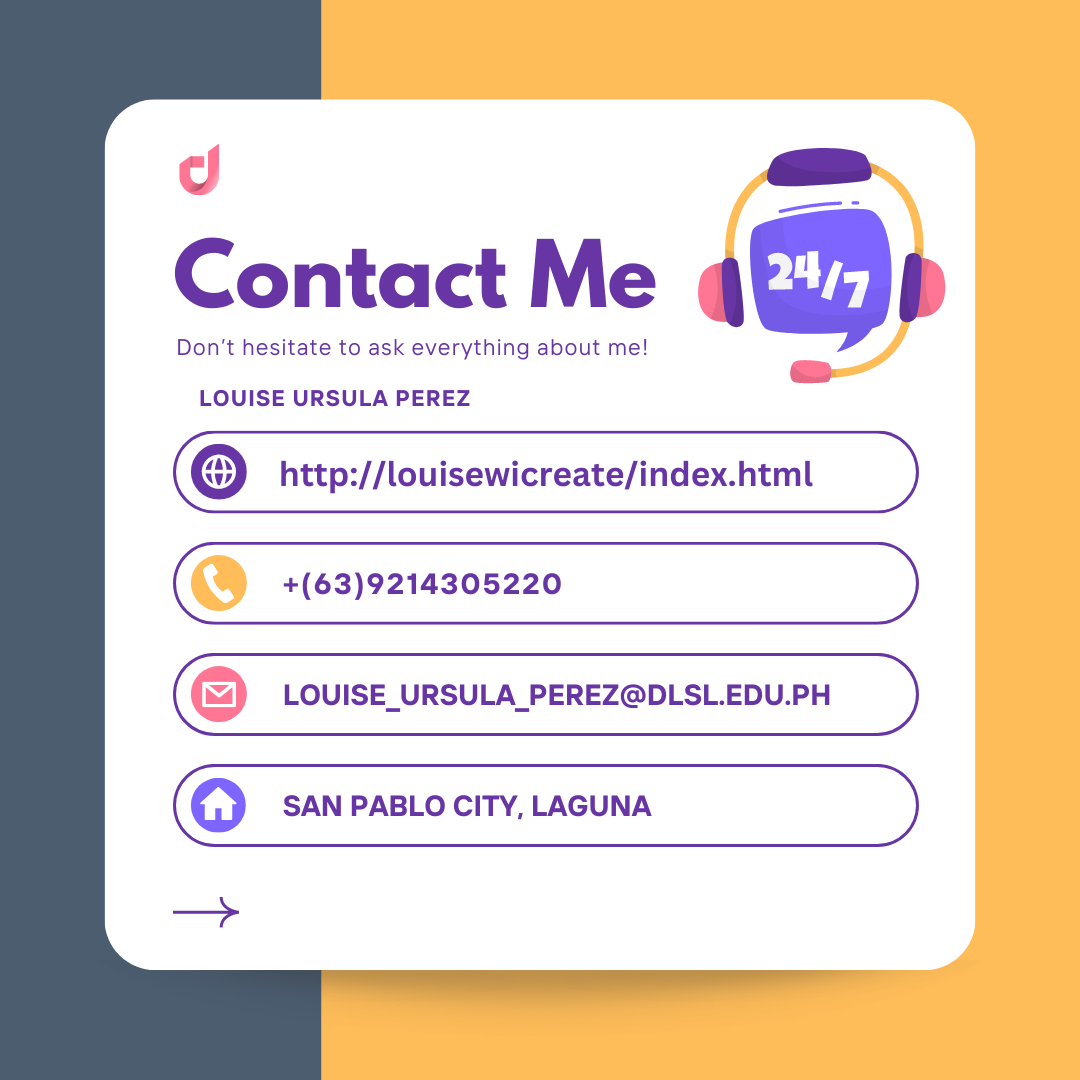 Contact Me
24/7
Don't hesitate to ask everything about me!
LOUISE URSULA PEREZ
http://louisewicreate/index.html
+(63)9214305220
LOUISE_URSULA_PEREZ@DLSL.EDU.PH
SAN PABLO CITY, LAGUNA